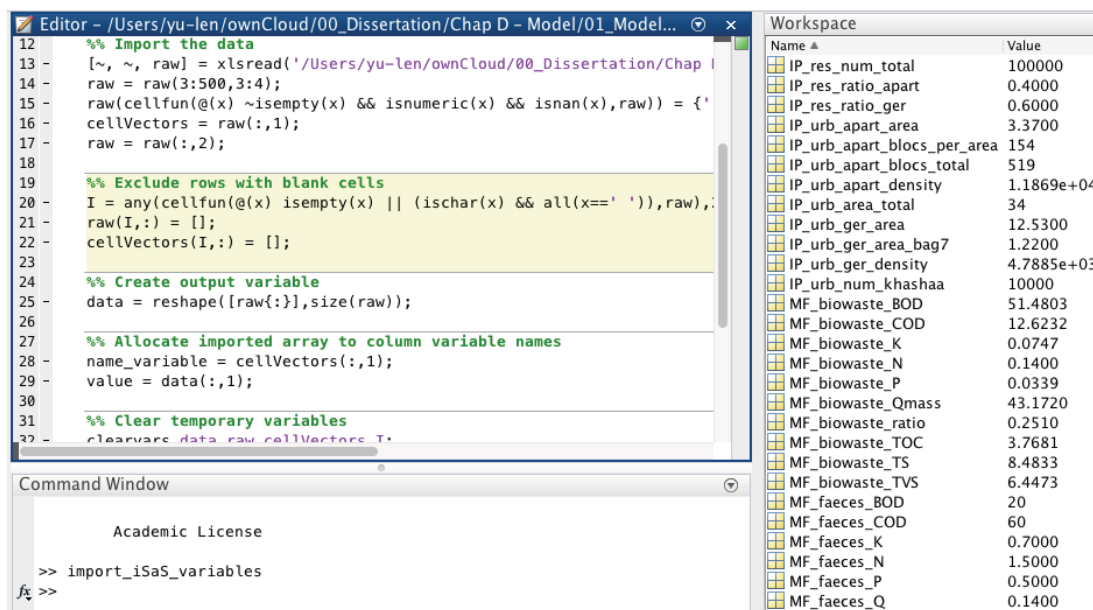 Editor – /Users/yu-len/ownCloud/00_Dissertation/Chap D – Model/01_Model...
12 %% Import the data
13 – [~, ~, raw] = xlsread('/Users/yu-len/ownCloud/00_Dissertation/Chap
14 – raw = raw(3:500,3:4);
15 – raw(cellfun(@(x) ~isempty(x) && isnumeric(x) && isnan(x),raw)) = {'
16 – cellVectors = raw(:,1);
17 – raw = raw(:,2);
18
19 %% Exclude rows with blank cells
20 – I = any(cellfun(@(x) isempty(x) || (ischar(x) && all(x==' ')),raw),
21 – raw(I,:) = [];
22 – cellVectors(I,:) = [];
23
24 %% Create output variable
25 – data = reshape([raw{:}],size(raw));
26
27 %% Allocate imported array to column variable names
28 – name_variable = cellVectors(:,1);
29 – value = data(:,1);
30
31 %% Clear temporary variables
32 – clearvars data raw cellVectors I;
Command Window
Academic License
>> import_iSaS_variables
fx >>
Workspace
Name Value
IP_res_num_total 100000
IP_res_ratio_apart 0.4000
IP_res_ratio_ger 0.6000
IP_urb_apart_area 3.3700
IP_urb_apart_blocs_per_area 154
IP_urb_apart_blocs_total 519
IP_urb_apart_density 1.1869e+04
IP_urb_area_total 34
IP_urb_ger_area 12.5300
IP_urb_ger_area_bag7 1.2200
IP_urb_ger_density 4.7885e+03
IP_urb_num_khashaa 10000
MF_biowaste_BOD 51.4803
MF_biowaste_COD 12.6232
MF_biowaste_K 0.0747
MF_biowaste_N 0.1400
MF_biowaste_P 0.0339
MF_biowaste_Qmass 43.1720
MF_biowaste_ratio 0.2510
MF_biowaste_TOC 3.7681
MF_biowaste_TS 8.4833
MF_biowaste_TVS 6.4473
MF_faeces_BOD 20
MF_faeces_COD 60
MF_faeces_K 0.7000
MF_faeces_N 1.5000
MF_faeces_P 0.5000
MF_faeces_Q 0.1400